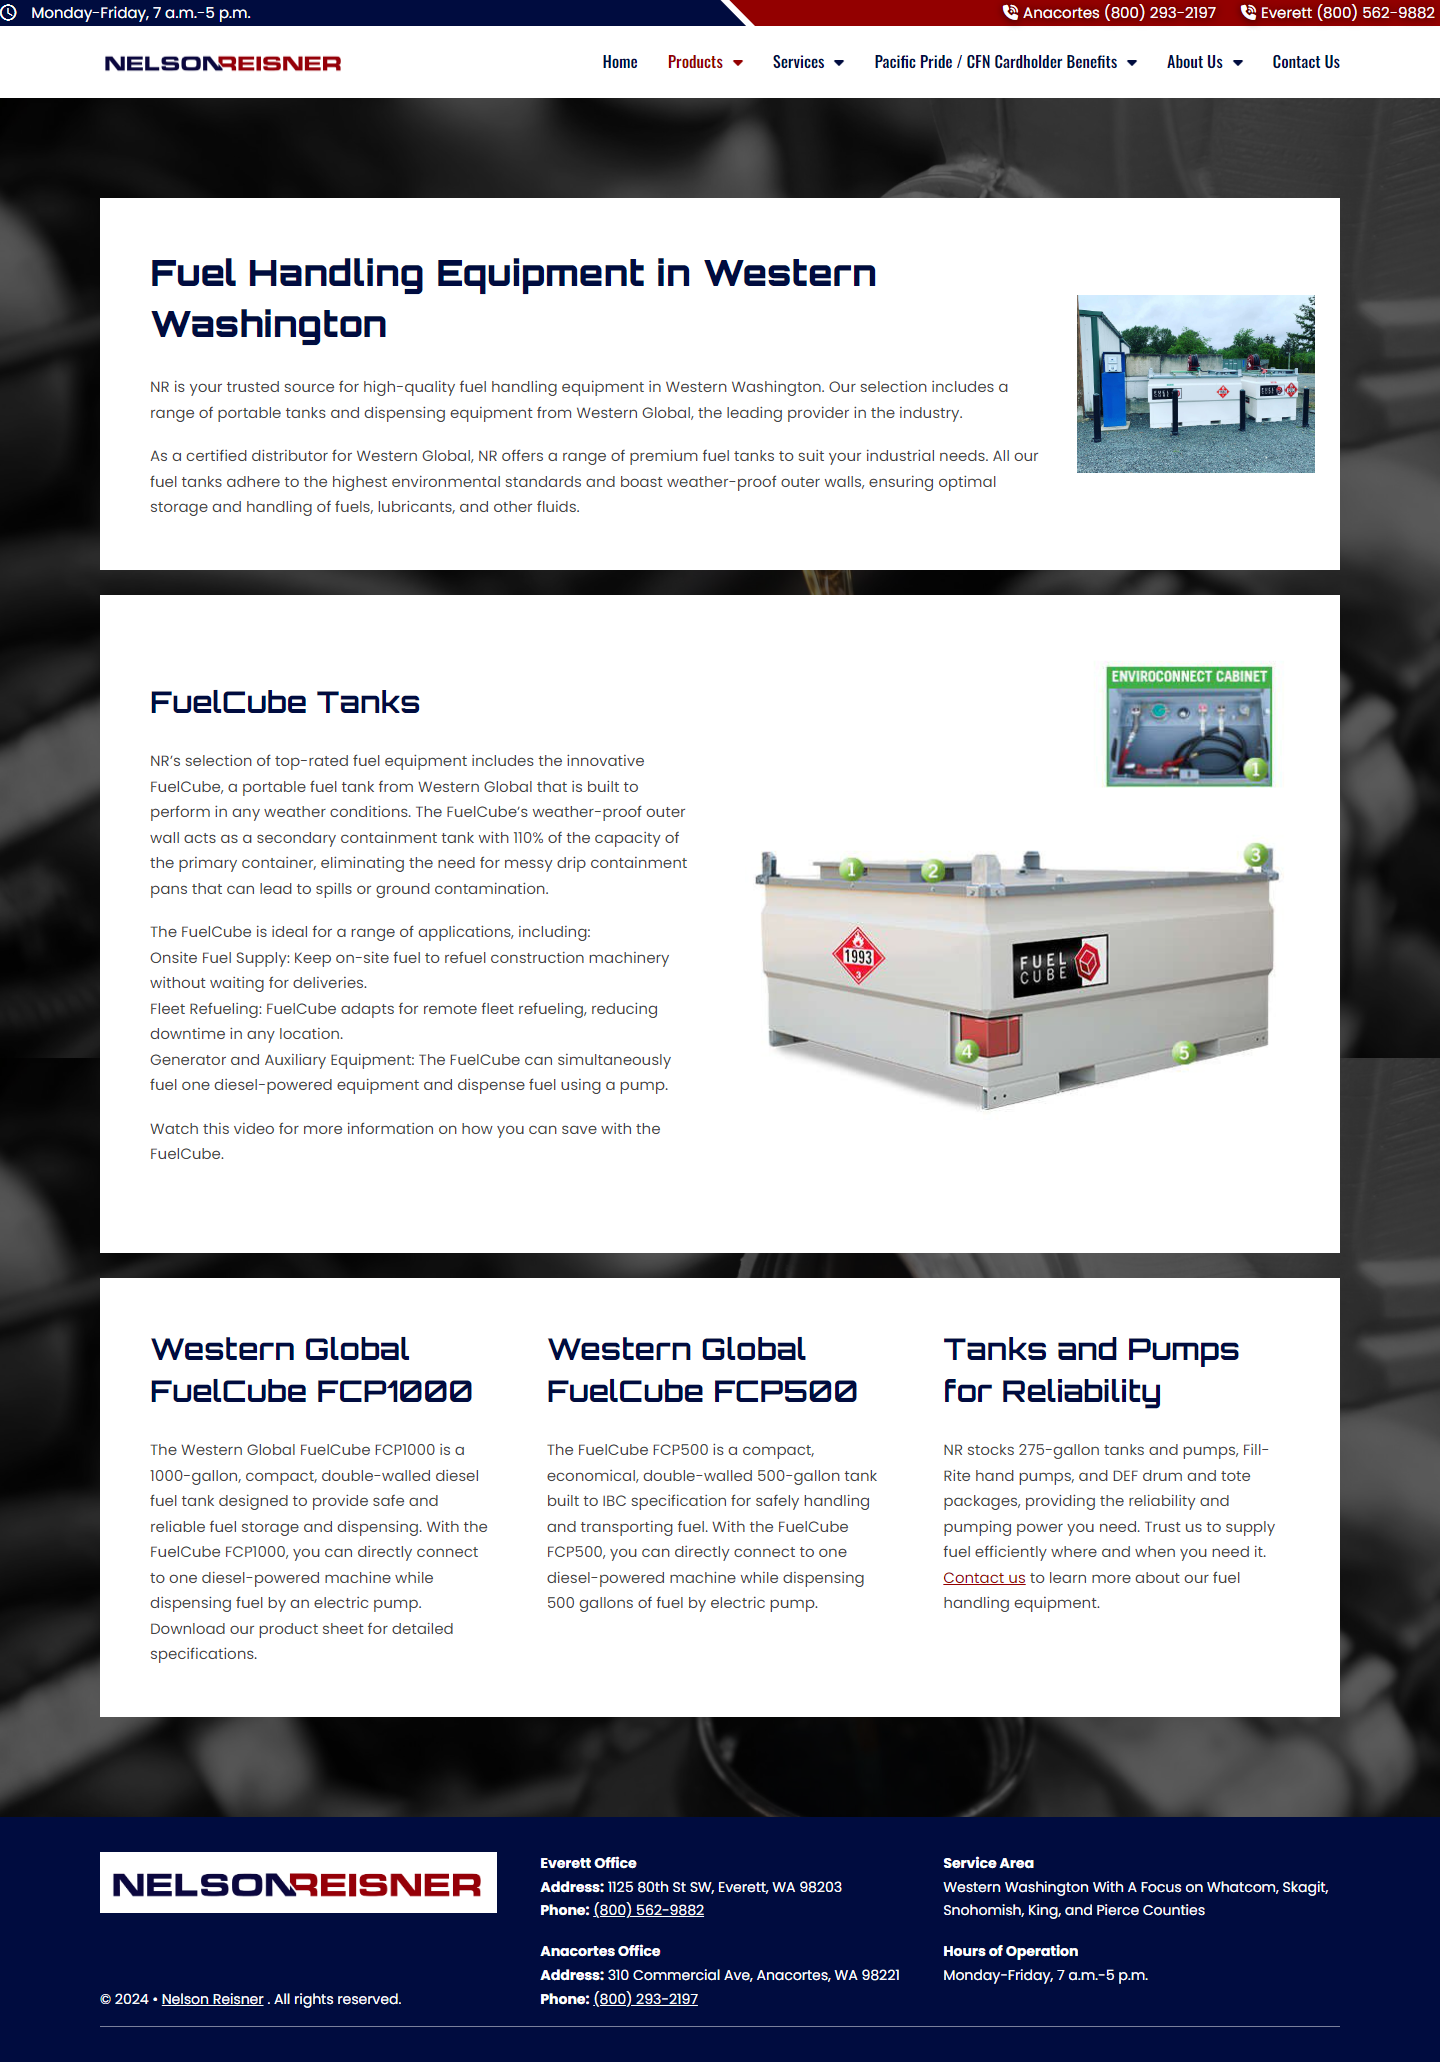 Monday-Friday, 7 a.m.-5 p.m.
Anacortes (800) 293-2197
Everett (800) 562-9882
NELSONREISNER
Home
Products
Services
Pacific Pride / CFN Cardholder Benefits
About Us
Contact Us
Fuel Handling Equipment in Western
Washington
NR is your trusted source for high-quality fuel handling equipment in Western Washington. Our selection includes a
range of portable tanks and dispensing equipment from Western Global, the leading provider in the industry.
As a certified distributor for Western Global, NR offers a range of premium fuel tanks to suit your industrial needs. All our
fuel tanks adhere to the highest environmental standards and boast weather-proof outer walls, ensuring optimal
storage and handling of fuels, lubricants, and other fluids.
FuelCube Tanks
NR's selection of top-rated fuel equipment includes the innovative
FuelCube, a portable fuel tank from Western Global that is built to
perform in any weather conditions. The FuelCube's weather-proof outer
wall acts as a secondary containment tank with 110% of the capacity of
the primary container, eliminating the need for messy drip containment
pans that can lead to spills or ground contamination.
The FuelCube is ideal for a range of applications, including:
Onsite Fuel Supply: Keep on-site fuel to refuel construction machinery
without waiting for deliveries.
Fleet Refueling: FuelCube adapts for remote fleet refueling, reducing
downtime in any location.
Generator and Auxiliary Equipment: The FuelCube can simultaneously
fuel one diesel-powered equipment and dispense fuel using a pump.
Watch this video for more information on how you can save with the
FuelCube.
ENVIROCONNECT CABINET
1
1
2
3
1993
3
FUEL
CUBE
4
5
Western Global
FuelCube FCP1000
The Western Global FuelCube FCP1000 is a
1000-gallon, compact, double-walled diesel
fuel tank designed to provide safe and
reliable fuel storage and dispensing. With the
FuelCube FCP1000, you can directly connect
to one diesel-powered machine while
dispensing fuel by an electric pump.
Download our product sheet for detailed
specifications.
Western Global
FuelCube FCP500
The FuelCube FCP500 is a compact,
economical, double-walled 500-gallon tank
built to IBC specification for safely handling
and transporting fuel. With the FuelCube
FCP500, you can directly connect to one
diesel-powered machine while dispensing
500 gallons of fuel by electric pump.
Tanks and Pumps
for Reliability
NR stocks 275-gallon tanks and pumps, Fill-
Rite hand pumps, and DEF drum and tote
packages, providing the reliability and
pumping power you need. Trust us to supply
fuel efficiently where and when you need it.
Contact us to learn more about our fuel
handling equipment.
NELSONREISNER
© 2024 • Nelson Reisner . All rights reserved.
Everett Office
Address: 1125 80th St SW, Everett, WA 98203
Phone: (800) 562-9882
Anacortes Office
Address: 310 Commercial Ave, Anacortes, WA 98221
Phone: (800) 293-2197
Service Area
Western Washington With A Focus on Whatcom, Skagit,
Snohomish, King, and Pierce Counties
Hours of Operation
Monday-Friday, 7 a.m.-5 p.m.